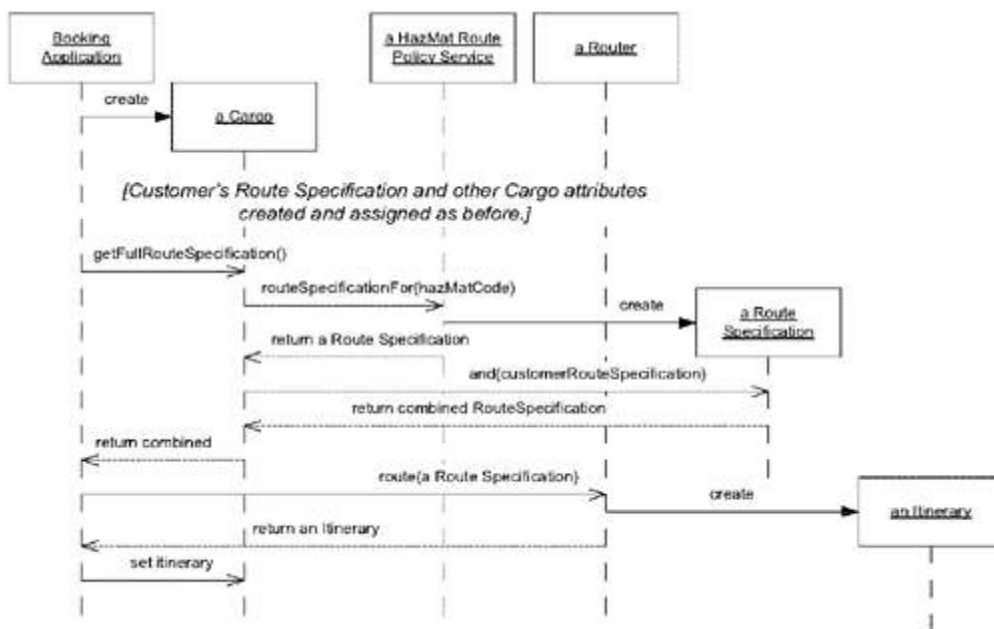 Booking
Application
a HazMat Route
Policy Service
a Router
create
a Cargo
[Customer's Route Specification and other Cargo attributes
created and assigned as before.]
getFullRouteSpecification()
routeSpecificationFor(hazMatCode)
create
a Route
Specification
return a Route Specification
and(customerRouteSpecification)
return combined RouteSpecification
return combined
route(a Route Specification)
create
an Itinerary
return an Itinerary
set itinerary